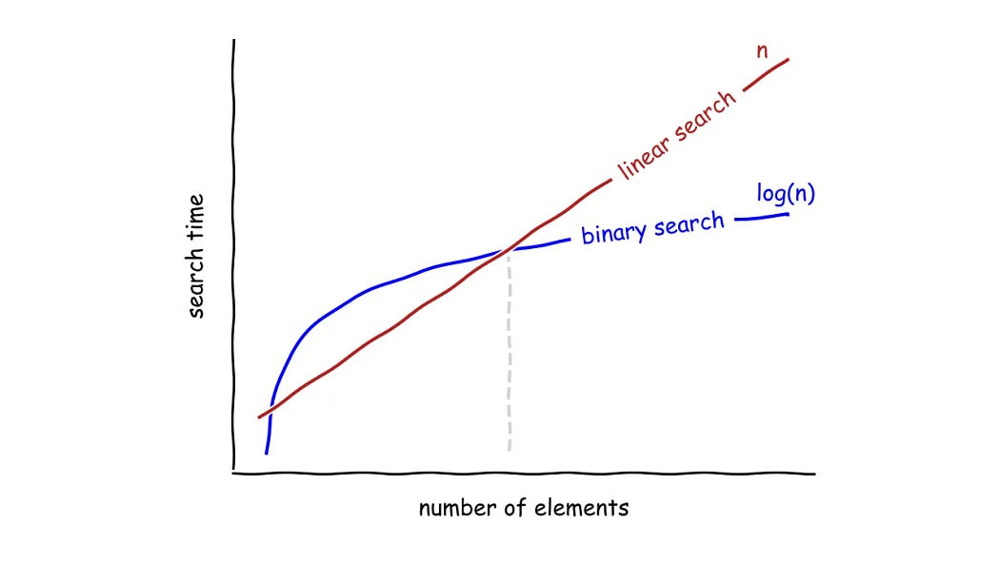 n
linear search
log(n)
binary search
search time
number of elements